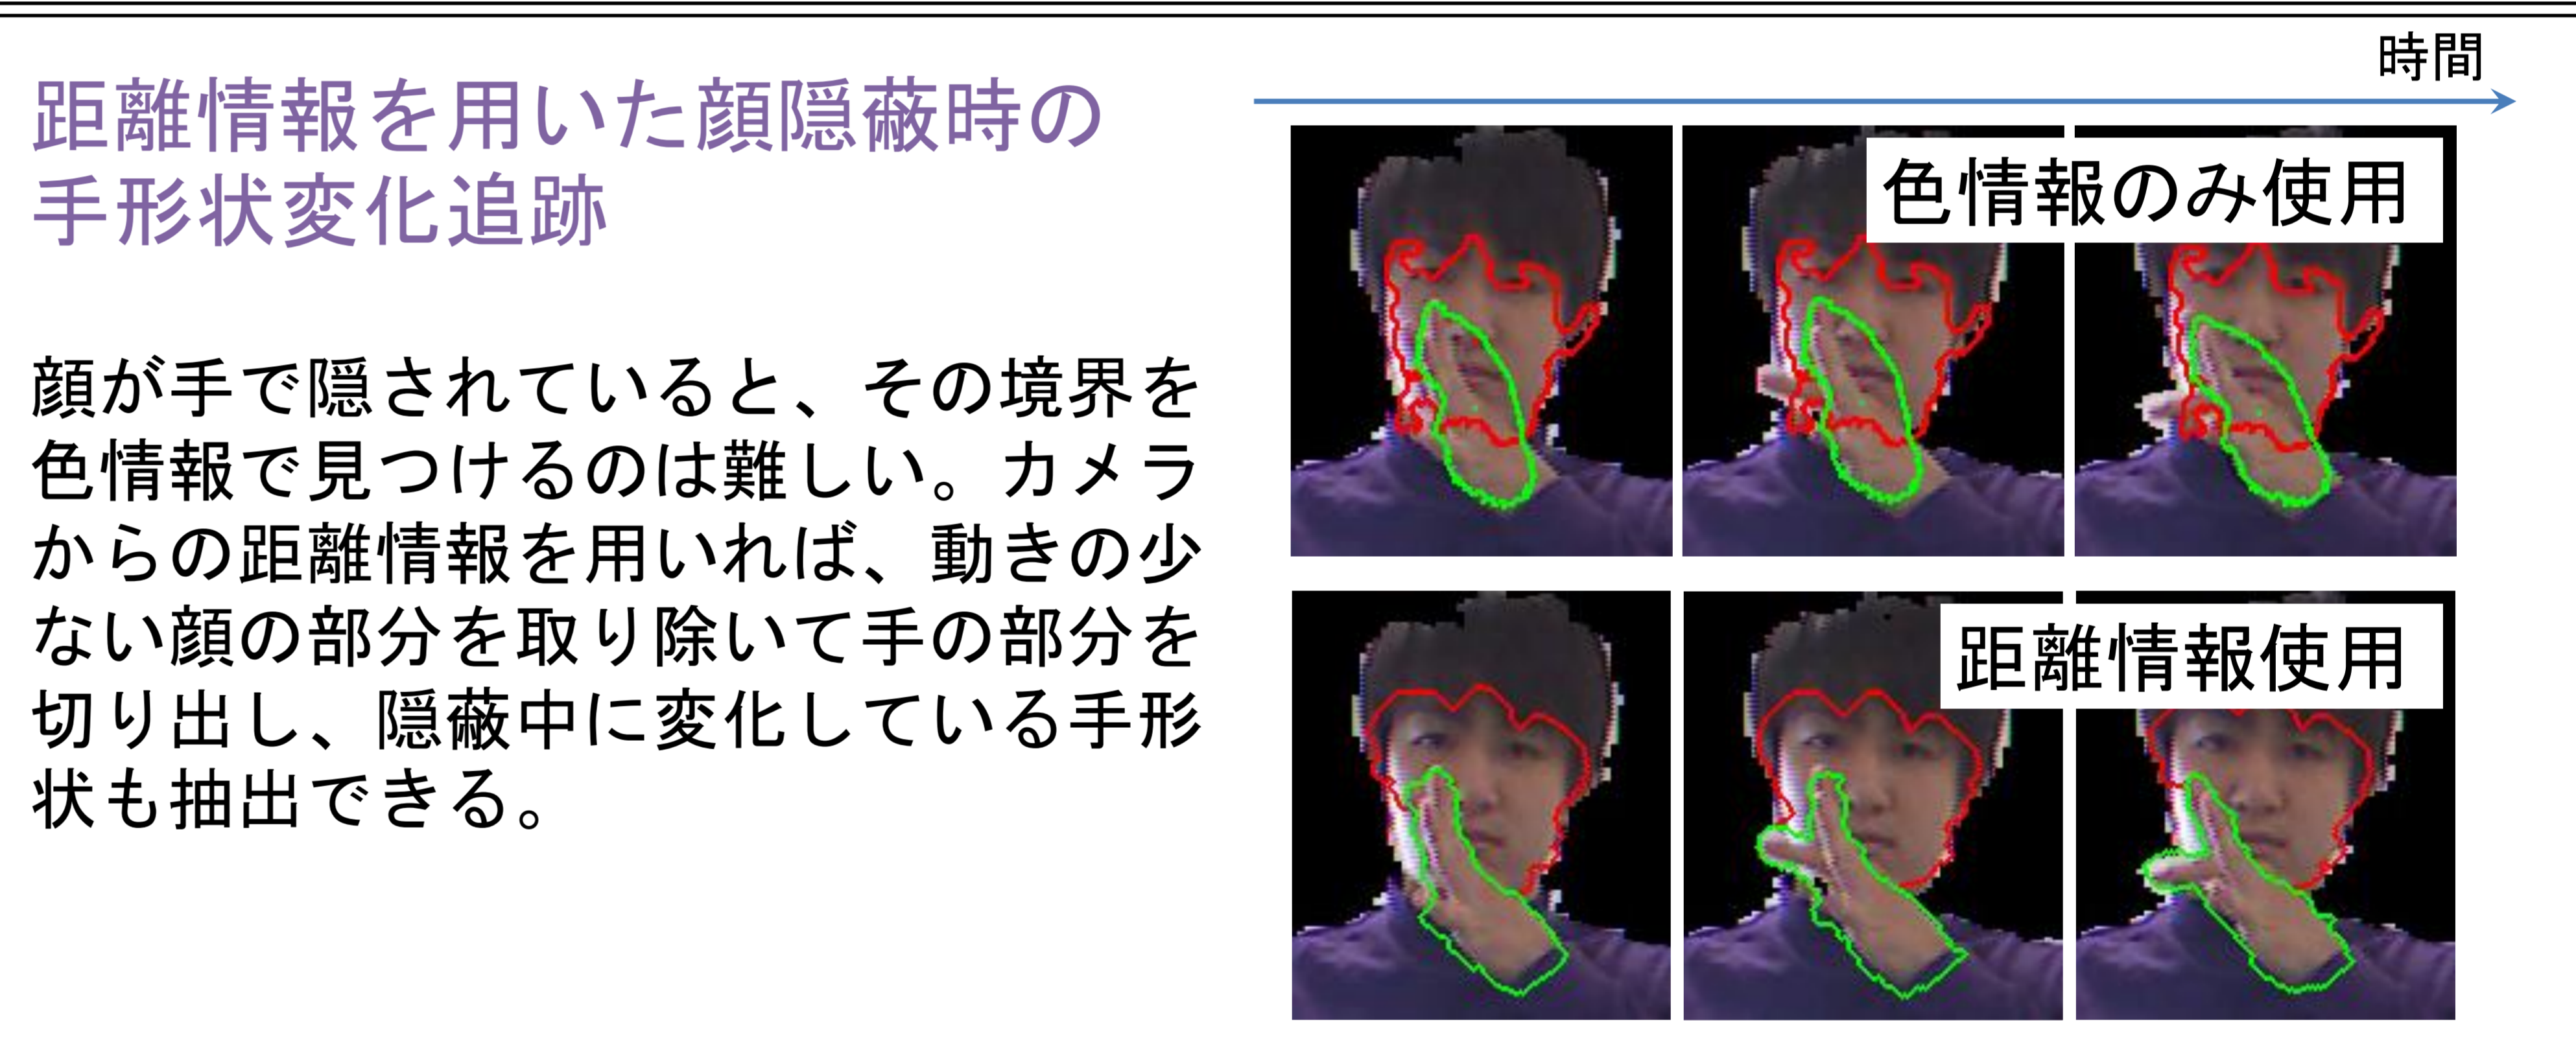 距離情報を用いた顔隠蔽時の
手形状変化追跡
顔が手で隠されていると、その境界を
色情報で見つけるのは難しい。カメラ
からの距離情報を用いれば、動きの少
ない顔の部分を取り除いて手の部分を
切り出し、隠蔽中に変化している手形
状も抽出できる。
時間
色情報のみ使用
距離情報使用